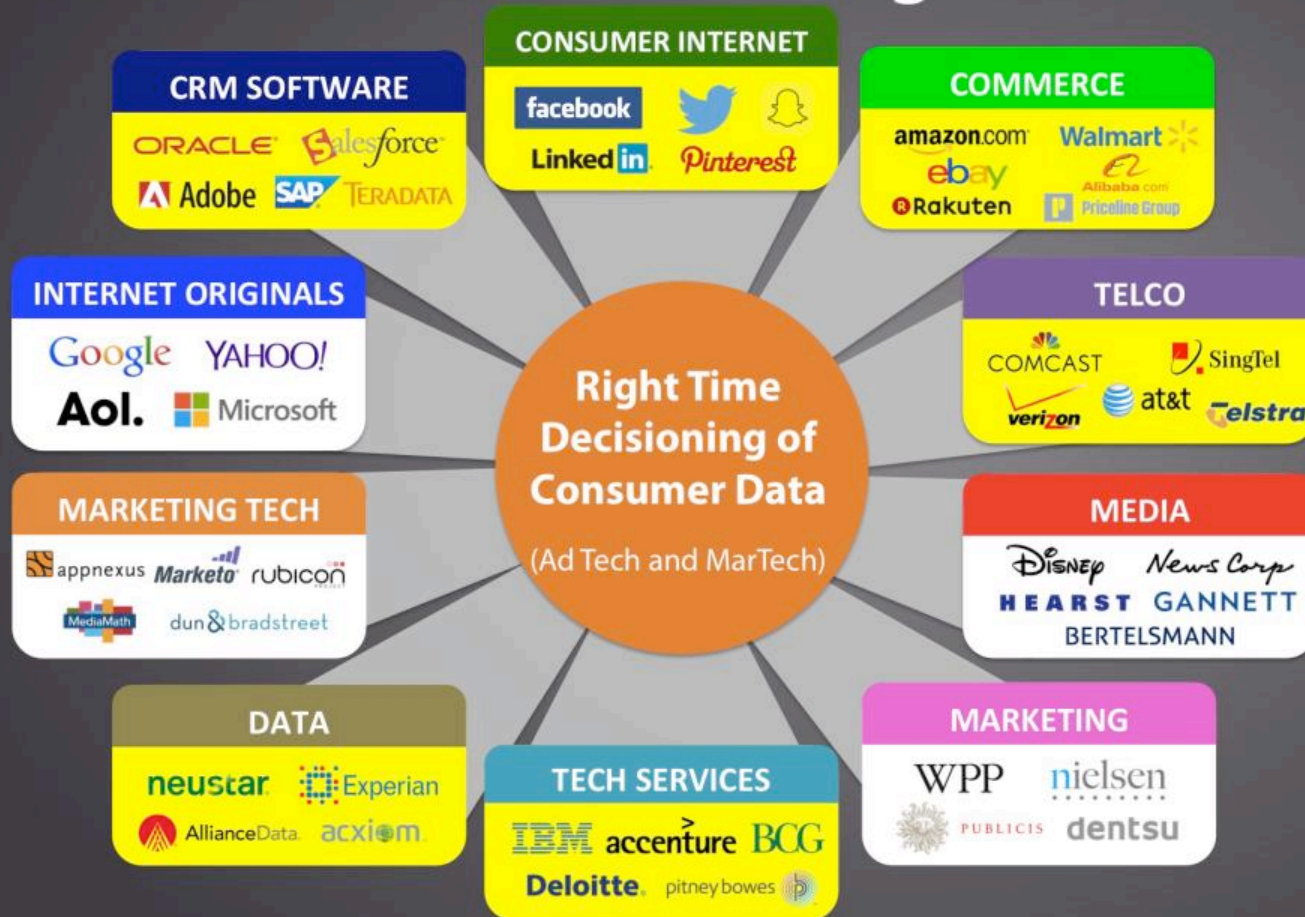 CONSUMER INTERNET
facebook
Linked in.
Pinterest
CRM SOFTWARE
ORACLE salesforce
Adobe SAP TERADATA
COMMERCE
amazon.com Walmart
ebay Alibaba.com
Rakuten Priceline Group
INTERNET ORIGINALS
Google YAHOO!
Aol. Microsoft
TELCO
COMCAST SingTel
verizon at&t Telstra
Right Time
Decisioning of
Consumer Data
(Ad Tech and MarTech)
MARKETING TECH
appnexus Marketo rubicon
PROJECT
MediaMath dun & bradstreet
MEDIA
DISNEY News Corp
HEARST GANNETT
BERTELSMANN
DATA
neustar Experian
AllianceData acxiom
TECH SERVICES
IBM accenture BCG
Deloitte. pitney bowes
MARKETING
WPP nielsen
PUBLICIS dentsu